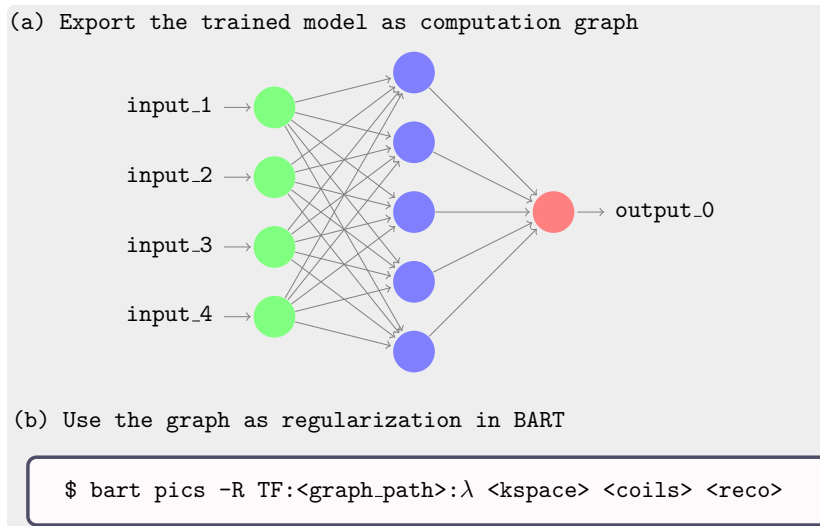 (a) Export the trained model as computation graph
input_1
input_2
input_3
output_0
input_4
(b) Use the graph as regularization in BART
$ bart pics -R TF:<graph_path>:λ <kspace> <coils> <reco>